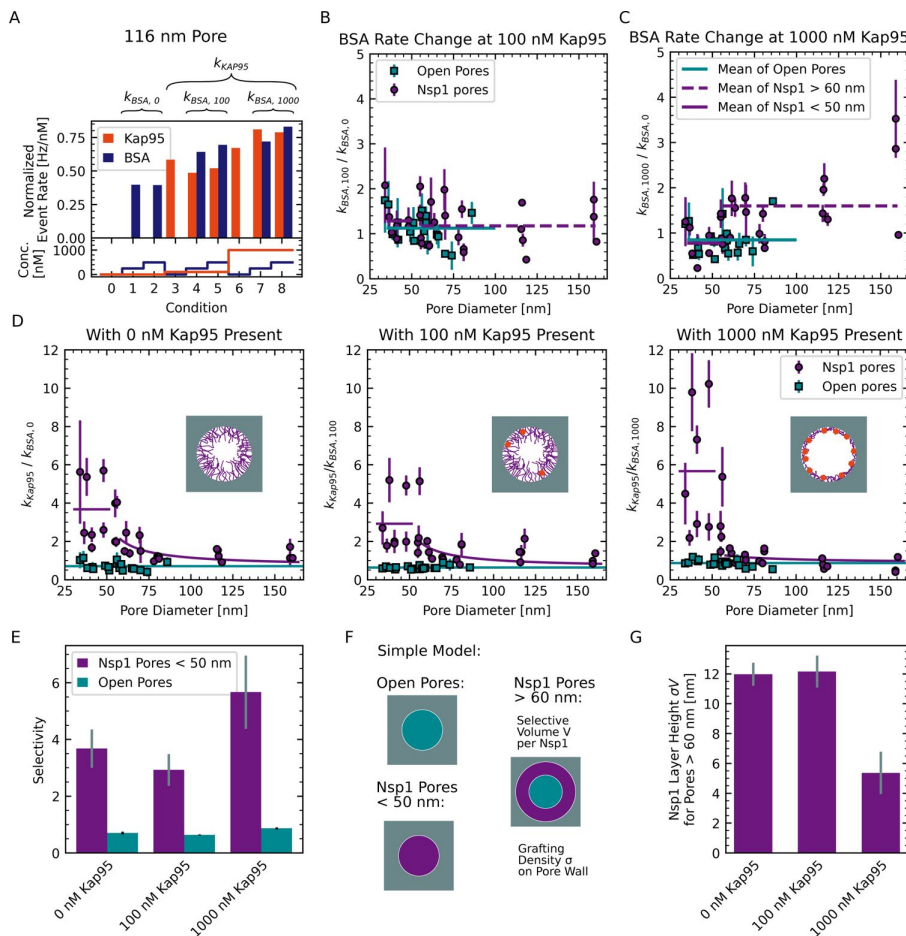 A
116 nm Pore
k_KAP95
k_BSA, 0
k_BSA, 100
k_BSA, 1000
Kap95
BSA
Normalized
Event Rate [Hz/nM]
0.75
0.50
0.25
0.00
Conc.
[nM]
1000
0
0 1 2 3 4 5 6 7 8
Condition
B
BSA Rate Change at 100 nM Kap95
Open Pores
Nsp1 pores
k_BSA, 100 / k_BSA, 0
5
4
3
2
1
0
25 50 75 100 125 150
Pore Diameter [nm]
C
BSA Rate Change at 1000 nM Kap95
Mean of Open Pores
Mean of Nsp1 > 60 nm
Mean of Nsp1 < 50 nm
k_BSA, 1000 / k_BSA, 0
5
4
3
2
1
0
25 50 75 100 125 150
Pore Diameter [nm]
D
With 0 nM Kap95 Present
k_Kap95 / k_BSA, 0
12
10
8
6
4
2
0
25 50 75 100 125 150
Pore Diameter [nm]
With 100 nM Kap95 Present
k_Kap95/k_BSA, 100
12
10
8
6
4
2
0
25 50 75 100 125 150
Pore Diameter [nm]
With 1000 nM Kap95 Present
Nsp1 pores
Open pores
k_Kap95/k_BSA, 1000
12
10
8
6
4
2
0
25 50 75 100 125 150
Pore Diameter [nm]
E
Nsp1 Pores < 50 nm
Open Pores
Selectivity
6
4
2
0
0 nM Kap95
100 nM Kap95
1000 nM Kap95
F
Simple Model:
Open Pores:
Nsp1 Pores
< 50 nm:
Nsp1 Pores
> 60 nm:
Selective
Volume V
per Nsp1
Grafting
Density σ
on Pore Wall
G
Nsp1 Layer Height σV
for Pores > 60 nm [nm]
12
10
8
6
4
2
0
0 nM Kap95
100 nM Kap95
1000 nM Kap95